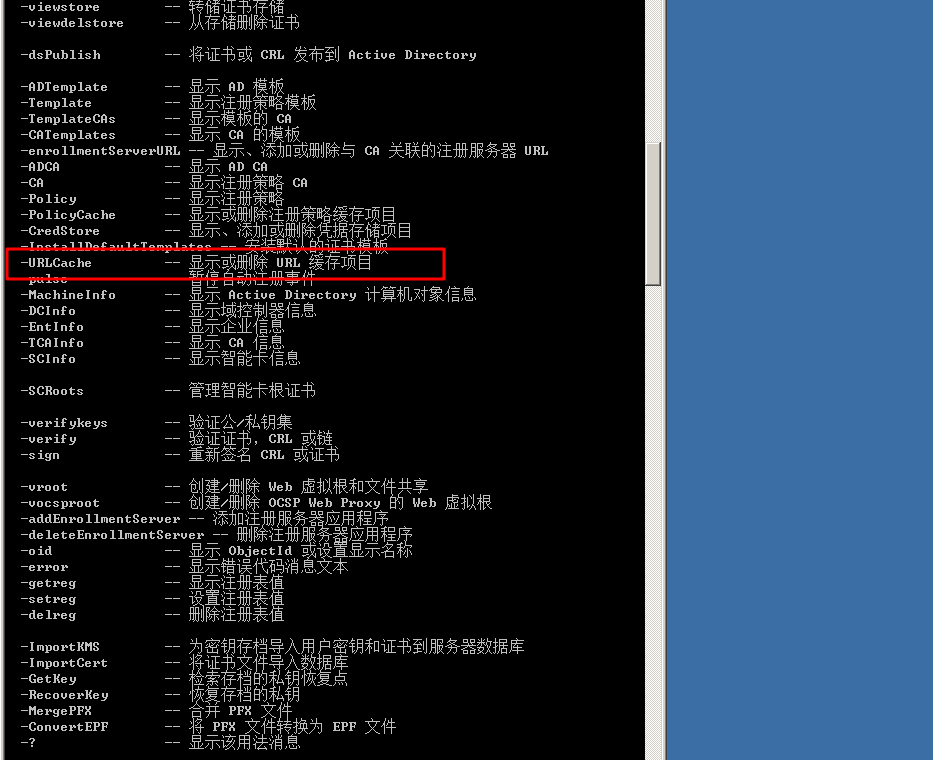 -viewstore -- 转储证书存储
-viewdelstore -- 从存储删除证书
-dsPublish -- 将证书或 CRL 发布到 Active Directory
-ADTemplate -- 显示 AD 模板
-Template -- 显示注册策略模板
-TemplateCAs -- 显示模板的 CA
-CATemplates -- 显示 CA 的模板
-enrollmentServerURL -- 显示、添加或删除与 CA 关联的注册服务器 URL
-ADCA -- 显示 AD CA
-CA -- 显示注册策略 CA
-Policy -- 显示注册策略
-PolicyCache -- 显示或删除注册策略缓存项目
-CredStore -- 显示、添加或删除凭据存储项目
-InstallDefaultTemplates -- 安装默认的证书模板
-URLCache -- 显示或删除 URL 缓存项目
-pulse -- 暂停自动注册事件
-MachineInfo -- 显示 Active Directory 计算机对象信息
-DCInfo -- 显示域控制器信息
-EntInfo -- 显示企业信息
-TCAInfo -- 显示 CA 信息
-SCInfo -- 显示智能卡信息
-SCRoots -- 管理智能卡根证书
-verifykeys -- 验证公/私钥集
-verify -- 验证证书, CRL 或链
-sign -- 重新签名 CRL 或证书
-vroot -- 创建/删除 Web 虚拟根和文件共享
-vocsproot -- 创建/删除 OCSP Web Proxy 的 Web 虚拟根
-addEnrollmentServer -- 添加注册服务器应用程序
-deleteEnrollmentServer -- 删除注册服务器应用程序
-oid -- 显示 ObjectId 或设置显示名称
-error -- 显示错误代码消息文本
-getreg -- 显示注册表值
-setreg -- 设置注册表值
-delreg -- 删除注册表值
-ImportKMS -- 为密钥存档导入用户密钥和证书到服务器数据库
-ImportCert -- 将证书文件导入数据库
-GetKey -- 检索存档的私钥恢复点
-RecoverKey -- 恢复存档的私钥
-MergePFX -- 合并 PFX 文件
-ConvertEPF -- 将 PFX 文件转换为 EPF 文件
-? -- 显示该用法消息